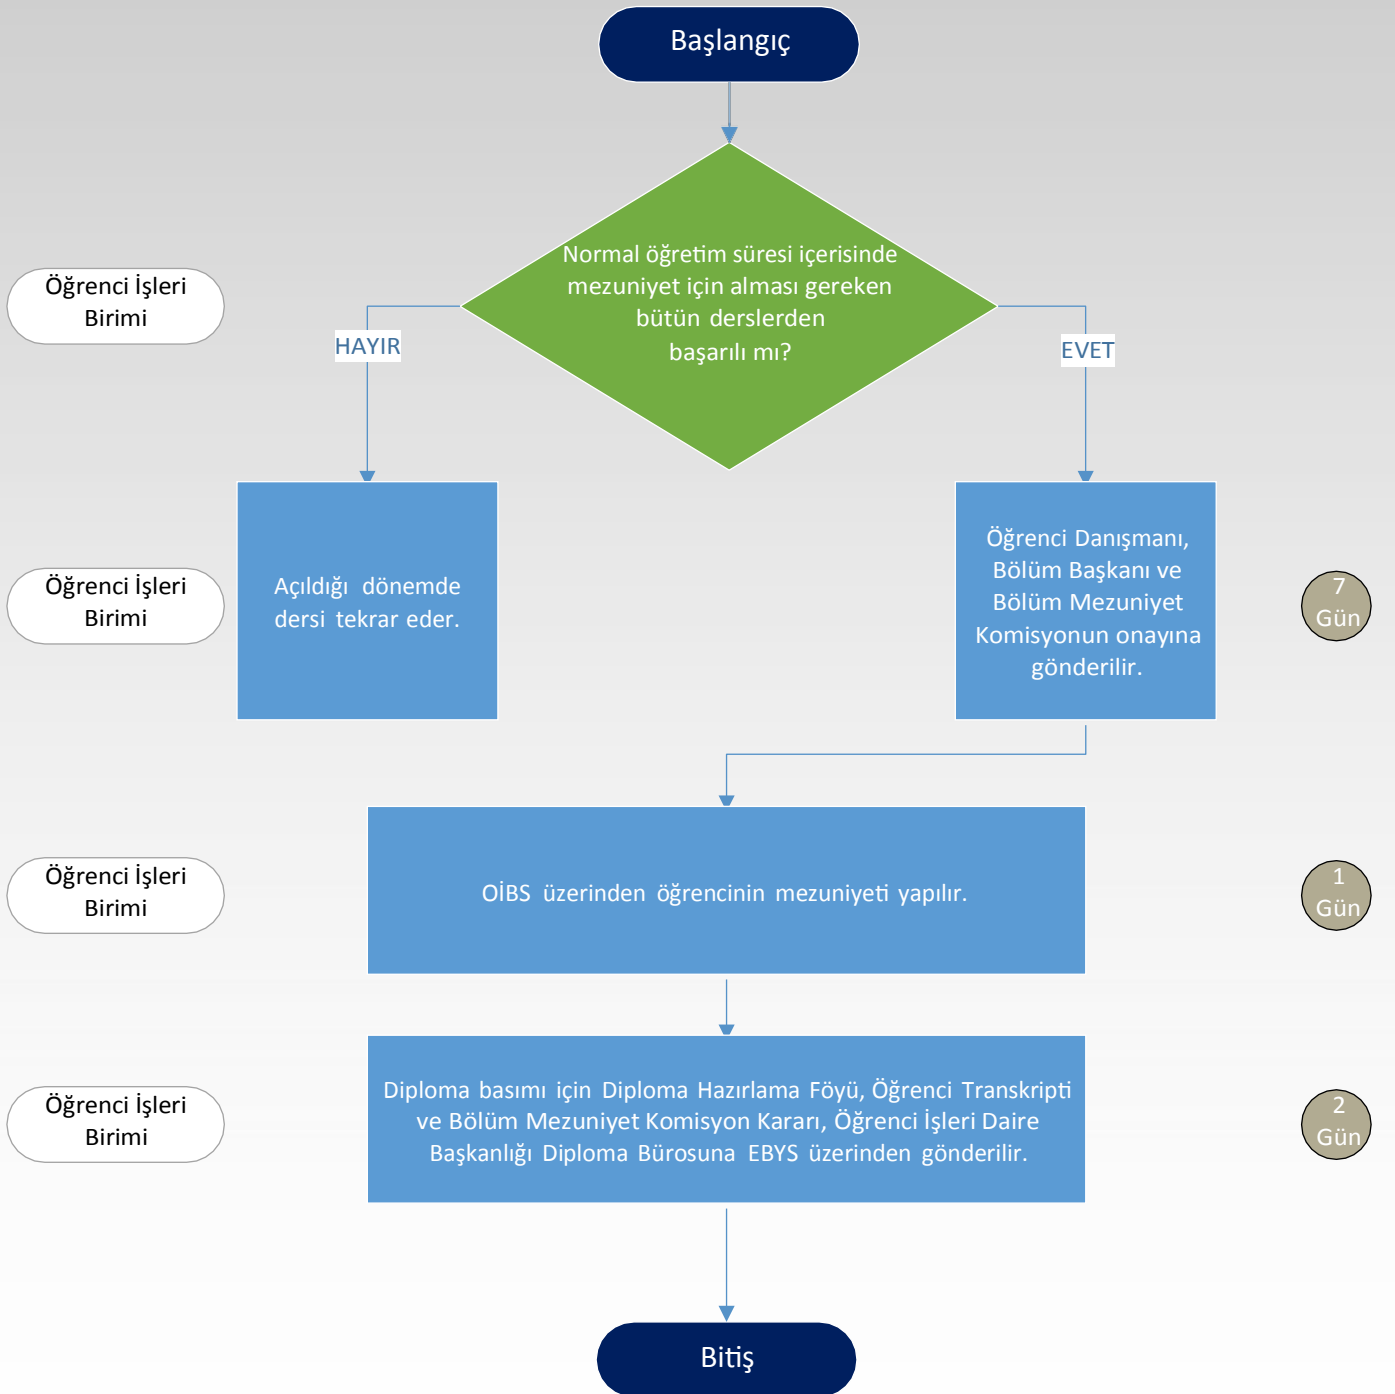 Başlangıç
Öğrenci İşleri
Birimi
Normal öğretim süresi içerisinde
mezuniyet için alması gereken
bütün derslerden
başarılı mı?
HAYIR
EVET
Öğrenci İşleri
Birimi
Açıldığı dönemde
dersi tekrar eder.
Öğrenci Danışmanı,
Bölüm Başkanı ve
Bölüm Mezuniyet
Komisyonun onayına
gönderilir.
7
Gün
Öğrenci İşleri
Birimi
OİBS üzerinden öğrencinin mezuniyeti yapılır.
1
Gün
Öğrenci İşleri
Birimi
Diploma basımı için Diploma Hazırlama Föyü, Öğrenci Transkripti
ve Bölüm Mezuniyet Komisyon Kararı, Öğrenci İşleri Daire
Başkanlığı Diploma Bürosuna EBYS üzerinden gönderilir.
2
Gün
Bitiş